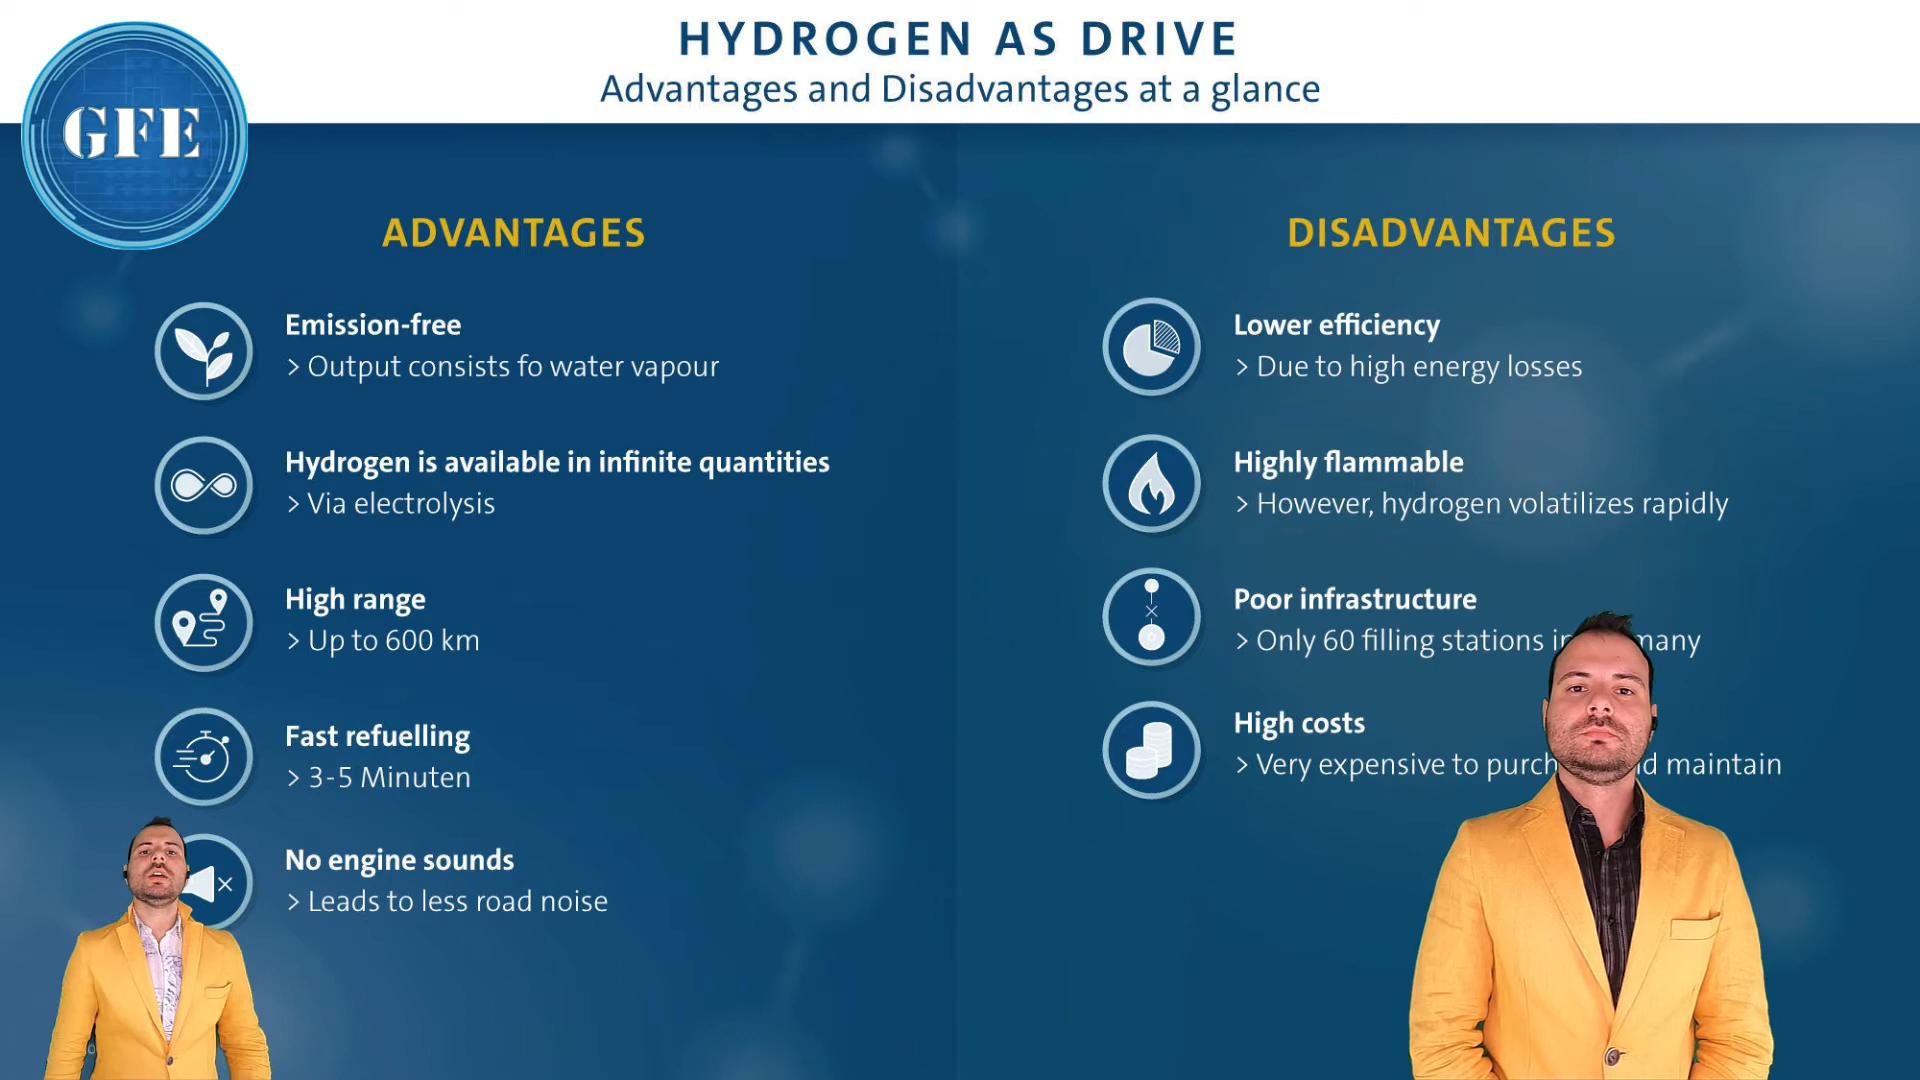 HYDROGEN AS DRIVE
Advantages and Disadvantages at a glance
GFE
ADVANTAGES
Emission-free
> Output consists fo water vapour
Hydrogen is available in infinite quantities
> Via electrolysis
High range
> Up to 600 km
Fast refuelling
> 3-5 Minuten
No engine sounds
> Leads to less road noise
DISADVANTAGES
Lower efficiency
> Due to high energy losses
Highly flammable
> However, hydrogen volatilizes rapidly
Poor infrastructure
> Only 60 filling stations
High costs
> Very expensive to maintain